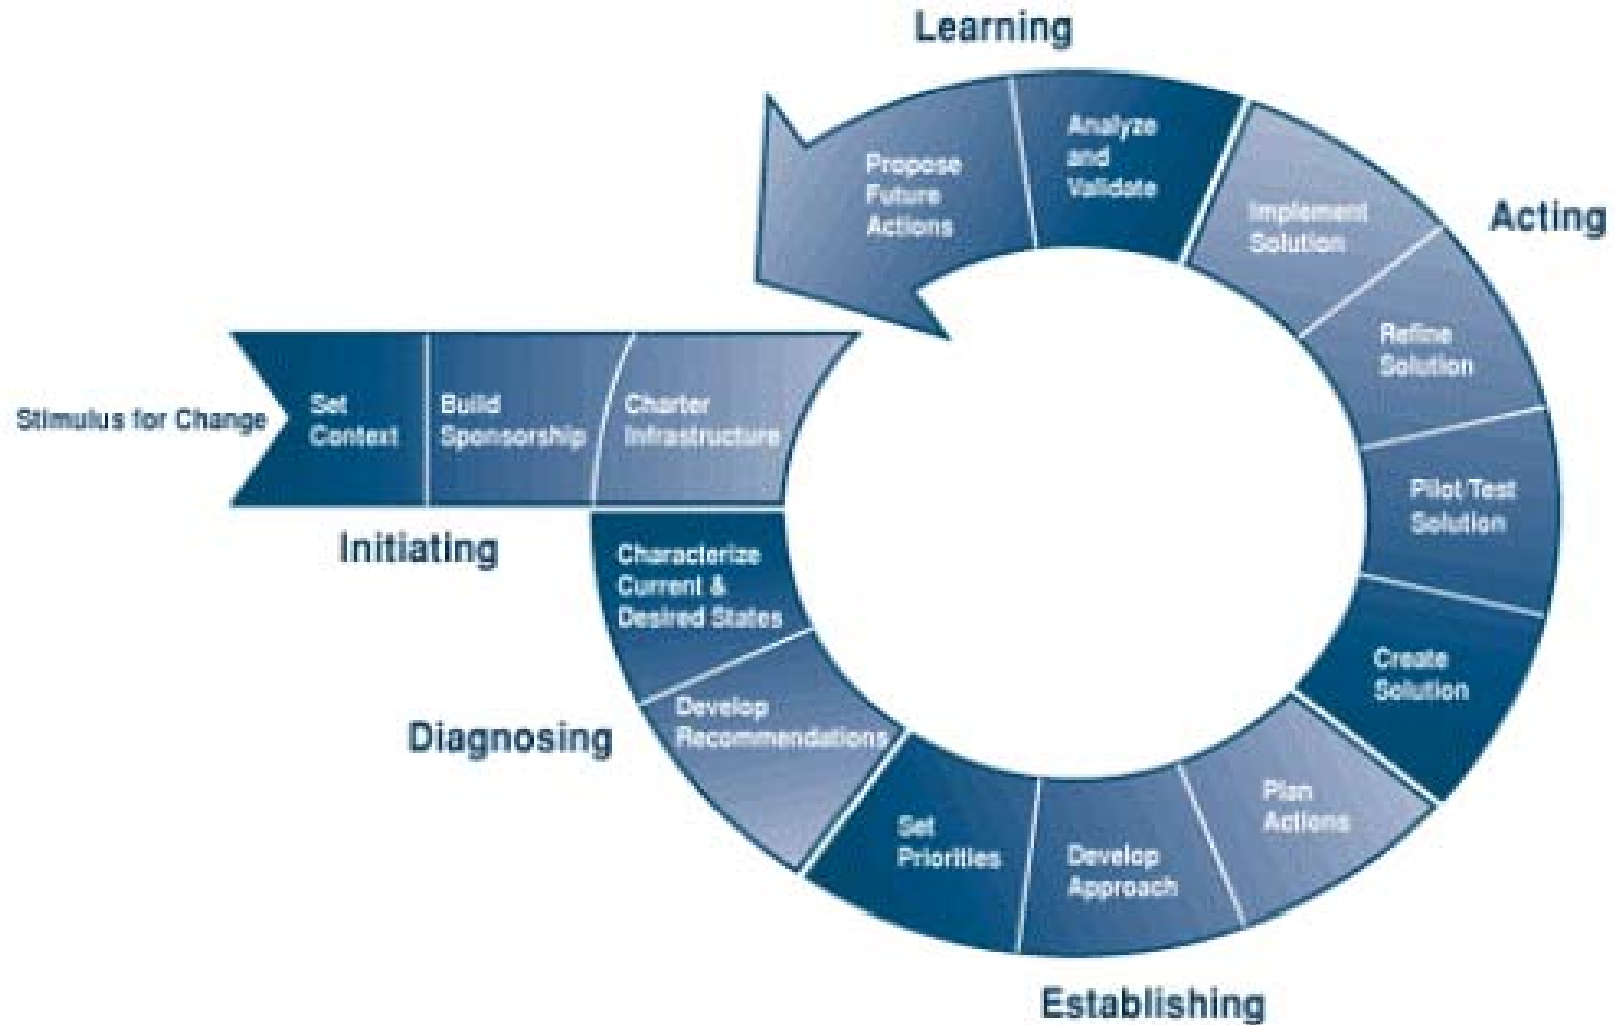 Learning
Propose
Future
Actions
Analyze
and
Validate
Implement
Solution
Acting
Refine
Solution
Pilot/Test
Solution
Create
Solution
Stimulus for Change
Set
Context
Build
Sponsorship
Charter
Infrastructure
Initiating
Characterize
Current &
Desired States
Develop
Recommendations
Diagnosing
Set
Priorities
Develop
Approach
Plan
Actions
Establishing